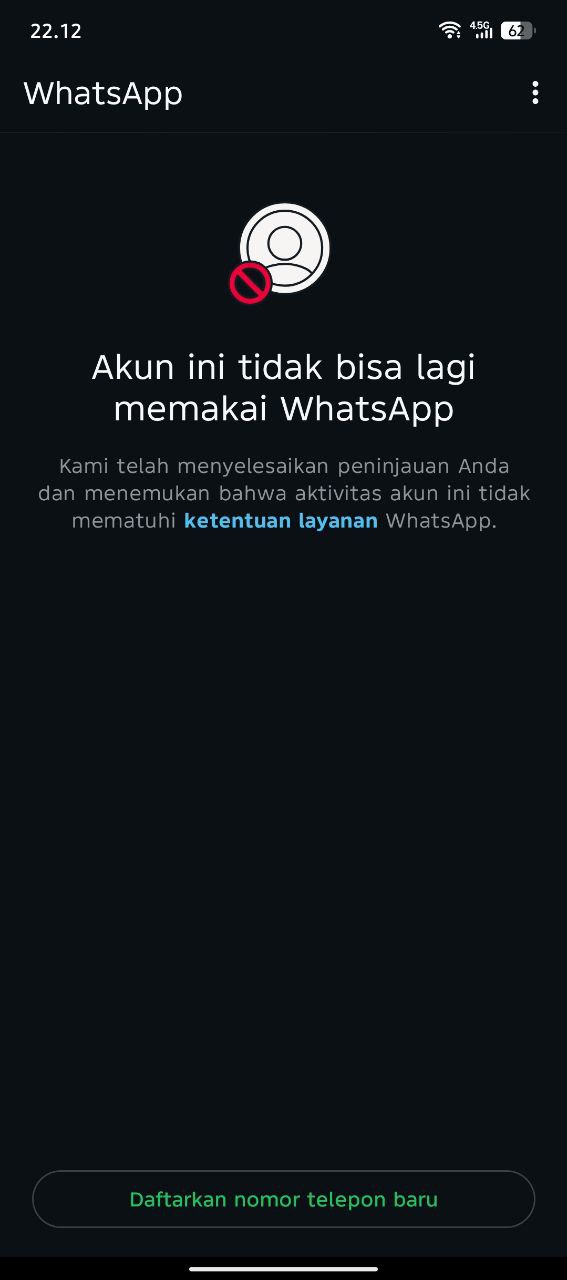 22.12
4.5G
62
WhatsApp
Akun ini tidak bisa lagi
memakai WhatsApp
Kami telah menyelesaikan peninjauan Anda
dan menemukan bahwa aktivitas akun ini tidak
mematuhi ketentuan layanan WhatsApp.
Daftarkan nomor telepon baru